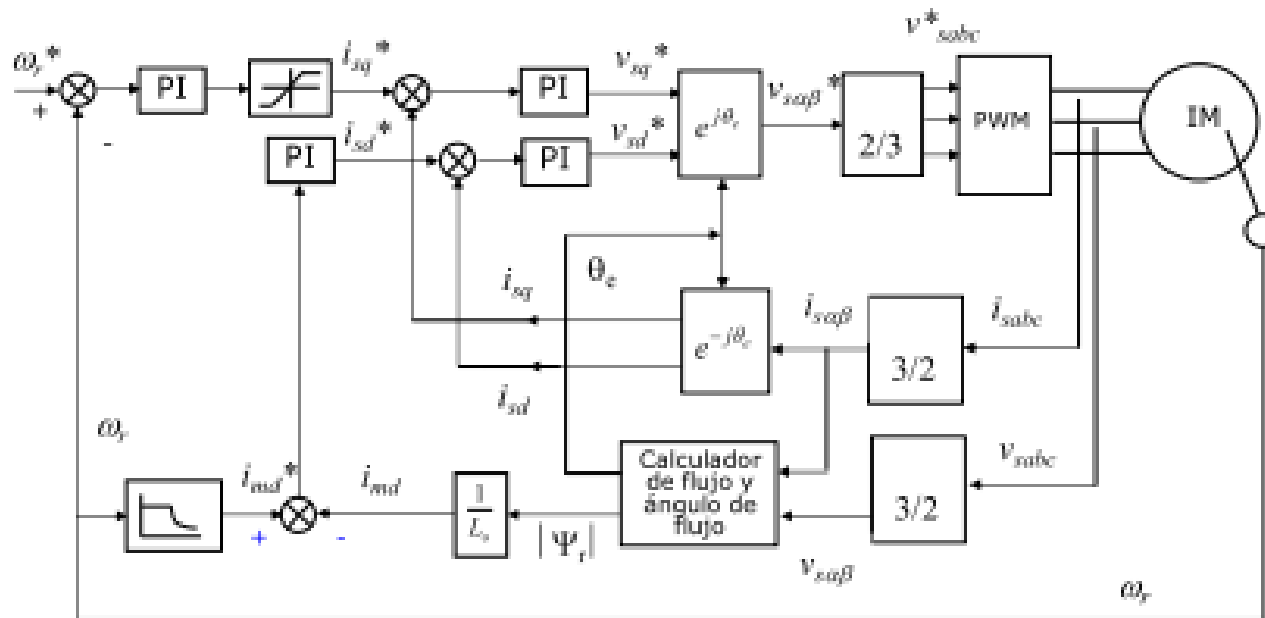 v*sabc
ωr*
+
-
PI
isq*
PI
vsq*
e^jθe
vsαβ*
2/3
PWM
IM
PI
isd*
PI
vsd*
θe
isq
isd
e^-jθe
isαβ
3/2
isabc
ωr
imd*
+
-
imd
1
|Ψr|
Calculador
de flujo y
ángulo de
flujo
3/2
vsabc
vsαβ
ωr